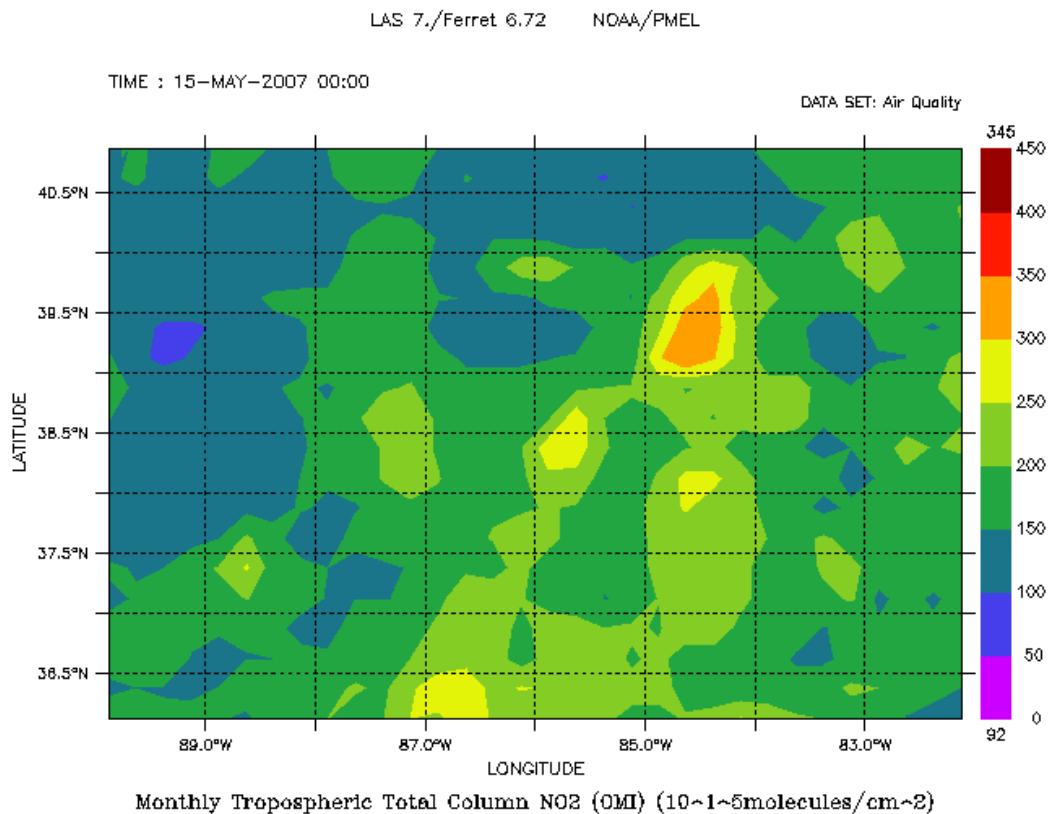 LAS 7./Ferret 6.72 NOAA/PMEL
TIME : 15-MAY-2007 00:00
DATA SET: Air Quality
345
450
400
350
300
250
200
150
100
50
0
92
40.5°N
39.5°N
38.5°N
37.5°N
36.5°N
LATITUDE
89.0°W 87.0°W 85.0°W 83.0°W
LONGITUDE
Monthly Tropospheric Total Column NO2 (OMI) (10~1~5molecules/cm~2)